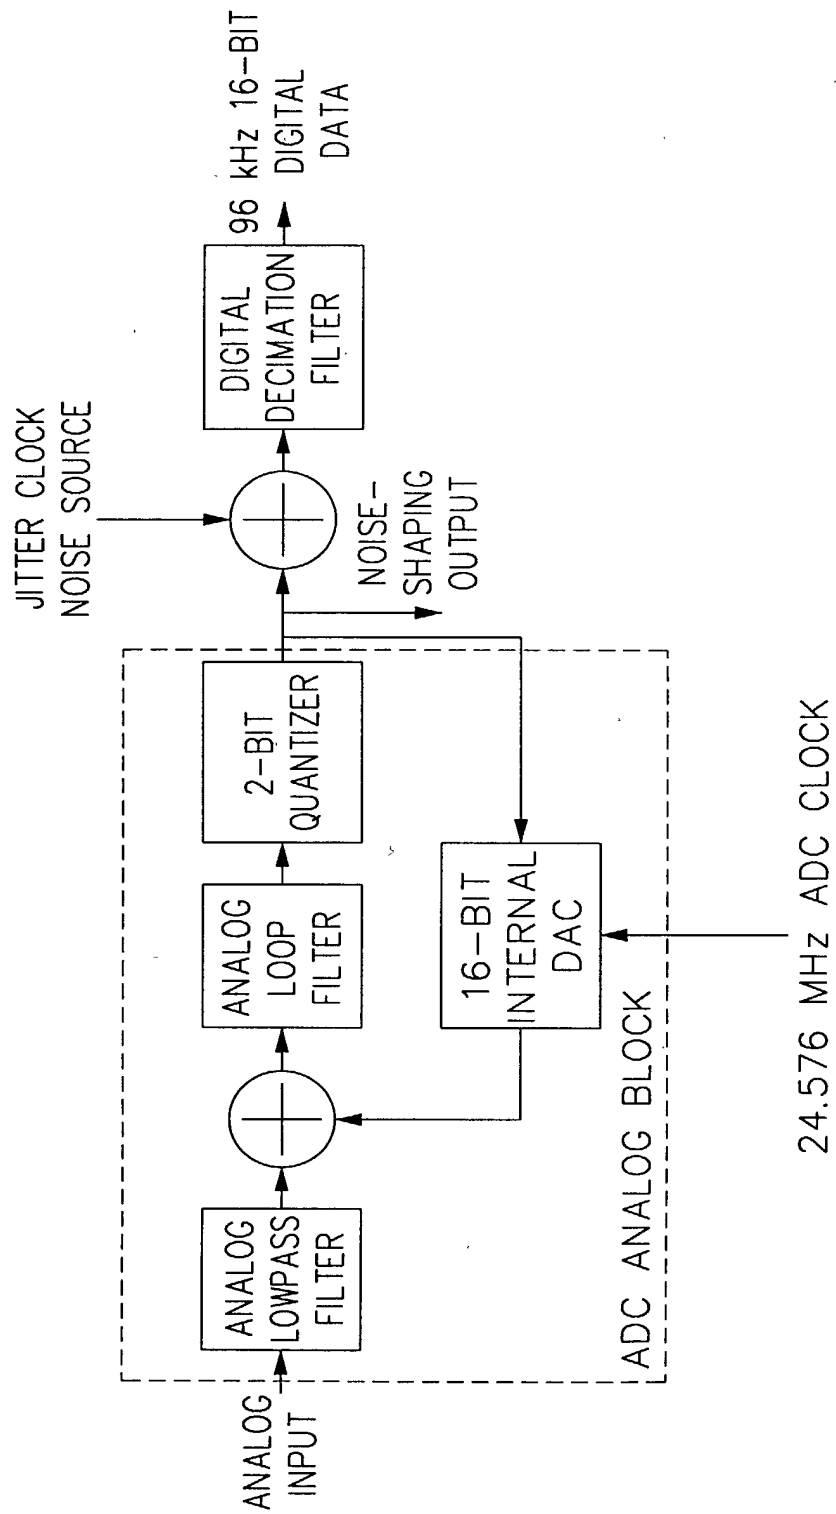 ANALOG
INPUT
ANALOG
LOWPASS
FILTER
ANALOG
LOOP
FILTER
2-BIT
QUANTIZER
16-BIT
INTERNAL
DAC
ADC ANALOG BLOCK
24.576 MHz ADC CLOCK
JITTER CLOCK
NOISE SOURCE
NOISE-
SHAPING
OUTPUT
DIGITAL
DECIMATION
FILTER
96 kHz 16-BIT
DIGITAL
DATA